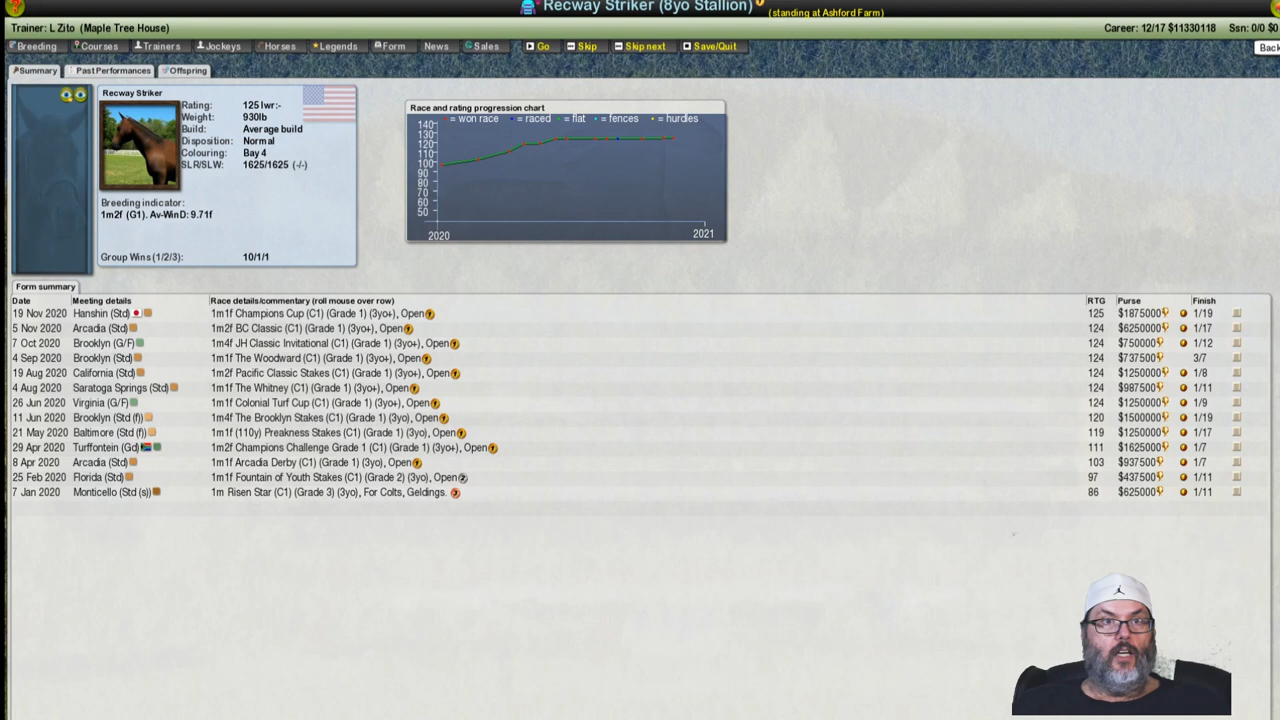 Recway Striker (8yo Stallion)
(standing at Ashford Farm)
Trainer: L Zito (Maple Tree House)
Career: 12/17 $11330118 Ssn: 0/0 $0
Breeding Courses Trainers Jockeys Horses Legends Form News Sales Go Skip Skip next Save/Quit
Back
Summary Past Performances Offspring
Recway Striker
Rating: 125 lwr:-
Weight: 930lb
Build: Average build
Disposition: Normal
Colouring: Bay 4
SLR/SLW: 1625/1625 (-/-)
Breeding indicator:
1m2f (G1). Av-WinD: 9.71f
Group Wins (1/2/3): 10/1/1
Race and rating progression chart
= won race = raced = flat = fences = hurdles
140
130
120
110
100
90
80
70
60
50
2020 2021
Form summary
Date Meeting details Race details/commentary (roll mouse over row) RTG Purse Finish
19 Nov 2020 Hanshin (Std) 1m1f Champions Cup (C1) (Grade 1) (3yo+), Open 125 $1875000 1/19
5 Nov 2020 Arcadia (Std) 1m2f BC Classic (C1) (Grade 1) (3yo+), Open 124 $6250000 1/17
7 Oct 2020 Brooklyn (G/F) 1m4f JH Classic Invitational (C1) (Grade 1) (3yo+), Open 124 $750000 1/12
4 Sep 2020 Brooklyn (Std) 1m1f The Woodward (C1) (Grade 1) (3yo+), Open 124 $737500 3/7
19 Aug 2020 California (Std) 1m2f Pacific Classic Stakes (C1) (Grade 1) (3yo+), Open 124 $1250000 1/8
4 Aug 2020 Saratoga Springs (Std) 1m1f The Whitney (C1) (Grade 1) (3yo+), Open 124 $987500 1/11
26 Jun 2020 Virginia (G/F) 1m1f Colonial Turf Cup (C1) (Grade 1) (3yo+), Open 124 $1250000 1/9
11 Jun 2020 Brooklyn (Std (f)) 1m4f The Brooklyn Stakes (C1) (Grade 1) (3yo), Open 120 $1500000 1/19
21 May 2020 Baltimore (Std (f)) 1m1f (110y) Preakness Stakes (C1) (Grade 1) (3yo), Open 119 $1250000 1/17
29 Apr 2020 Turffontein (Gd) 1m2f Champions Challenge Grade 1 (C1) (Grade 1) (3yo+), Open 111 $1625000 1/7
8 Apr 2020 Arcadia (Std) 1m1f Arcadia Derby (C1) (Grade 1) (3yo), Open 103 $937500 1/7
25 Feb 2020 Florida (Std) 1m1f Fountain of Youth Stakes (C1) (Grade 2) (3yo), Open 97 $437500 1/11
7 Jan 2020 Monticello (Std (s)) 1m Risen Star (C1) (Grade 3) (3yo), For Colts, Geldings. 86 $625000 1/11